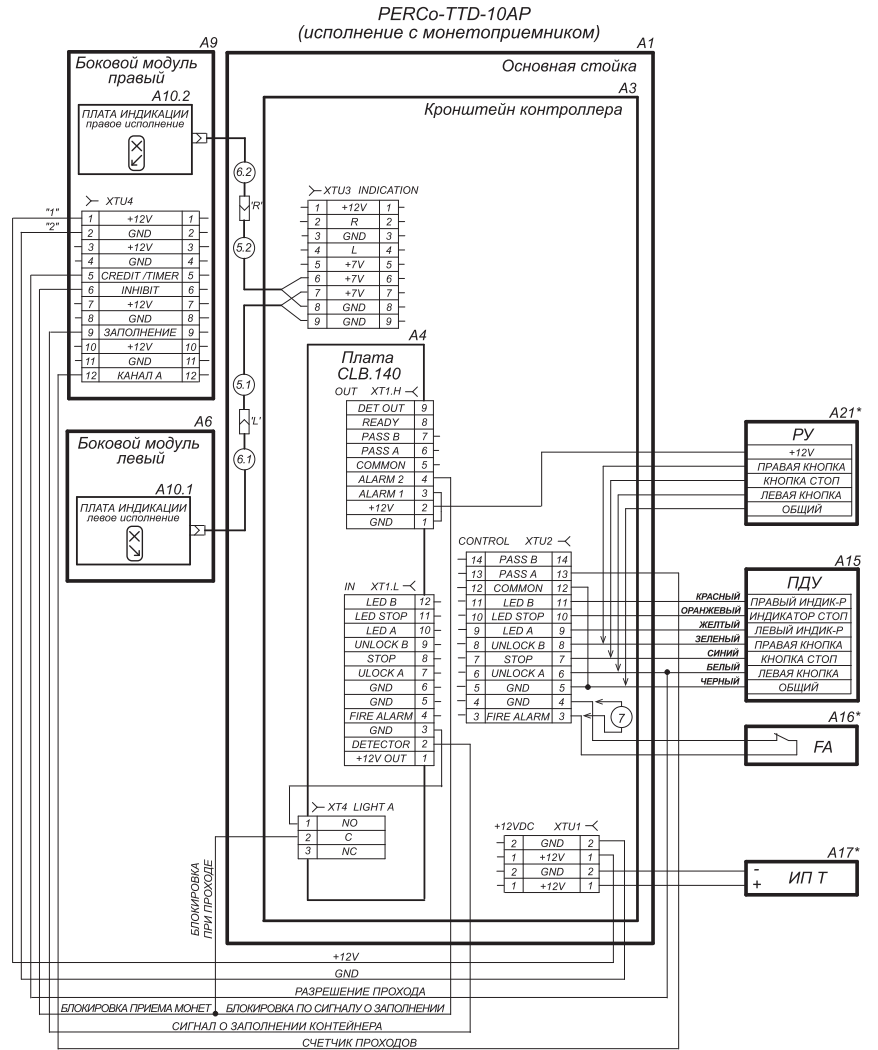 PERCo-TTD-10AP
(исполнение с монетоприемником)
A1
Основная стойка
A3
Кронштейн контроллера
A9
Боковой модуль
правый
A10.2
ПЛАТА ИНДИКАЦИИ
правое исполнение
6.2
'R'
5.2
XTU4
"1"
"2"
1 +12V 1
2 GND 2
3 +12V 3
4 GND 4
5 CREDIT /TIMER 5
6 INHIBIT 6
7 +12V 7
8 GND 8
9 ЗАПОЛНЕНИЕ 9
10 +12V 10
11 GND 11
12 КАНАЛ А 12
XTU3 INDICATION
1 +12V 1
2 R 2
3 GND 3
4 L 4
5 +7V 5
6 +7V 6
7 +7V 7
8 GND 8
9 GND 9
A4
Плата
CLB.140
OUT XT1.H
DET OUT 9
READY 8
PASS B 7
PASS A 6
COMMON 5
ALARM 2 4
ALARM 1 3
+12V 2
GND 1
5.1
'L'
6.1
A6
Боковой модуль
левый
A10.1
ПЛАТА ИНДИКАЦИИ
левое исполнение
A21*
РУ
+12V
ПРАВАЯ КНОПКА
КНОПКА СТОП
ЛЕВАЯ КНОПКА
ОБЩИЙ
CONTROL XTU2
14 PASS B 14
13 PASS A 13
12 COMMON 12
11 LED B 11
10 LED STOP 10
9 LED A 9
8 UNLOCK B 8
7 STOP 7
6 UNLOCK A 6
5 GND 5
4 GND 4
3 FIRE ALARM 3
IN XT1.L
LED B 12
LED STOP 11
LED A 10
UNLOCK B 9
STOP 8
ULOCK A 7
GND 6
GND 5
FIRE ALARM 4
GND 3
DETECTOR 2
+12V OUT 1
A15
ПДУ
КРАСНЫЙ ПРАВЫЙ ИНДИК-Р
ОРАНЖЕВЫЙ ИНДИКАТОР СТОП
ЖЕЛТЫЙ ЛЕВЫЙ ИНДИК-Р
ЗЕЛЕНЫЙ ПРАВАЯ КНОПКА
СИНИЙ КНОПКА СТОП
БЕЛЫЙ ЛЕВАЯ КНОПКА
ЧЕРНЫЙ ОБЩИЙ
7
A16*
FA
XT4 LIGHT A
1 NO
2 C
3 NC
+12VDC XTU1
2 GND 2
1 +12V 1
2 GND 2
1 +12V 1
A17*
-
+
ИП Т
БЛОКИРОВКА
ПРИ ПРОХОДЕ
+12V
GND
РАЗРЕШЕНИЕ ПРОХОДА
БЛОКИРОВКА ПРИЕМА МОНЕТ БЛОКИРОВКА ПО СИГНАЛУ О ЗАПОЛНЕНИИ
СИГНАЛ О ЗАПОЛНЕНИИ КОНТЕЙНЕРА
СЧЕТЧИК ПРОХОДОВ